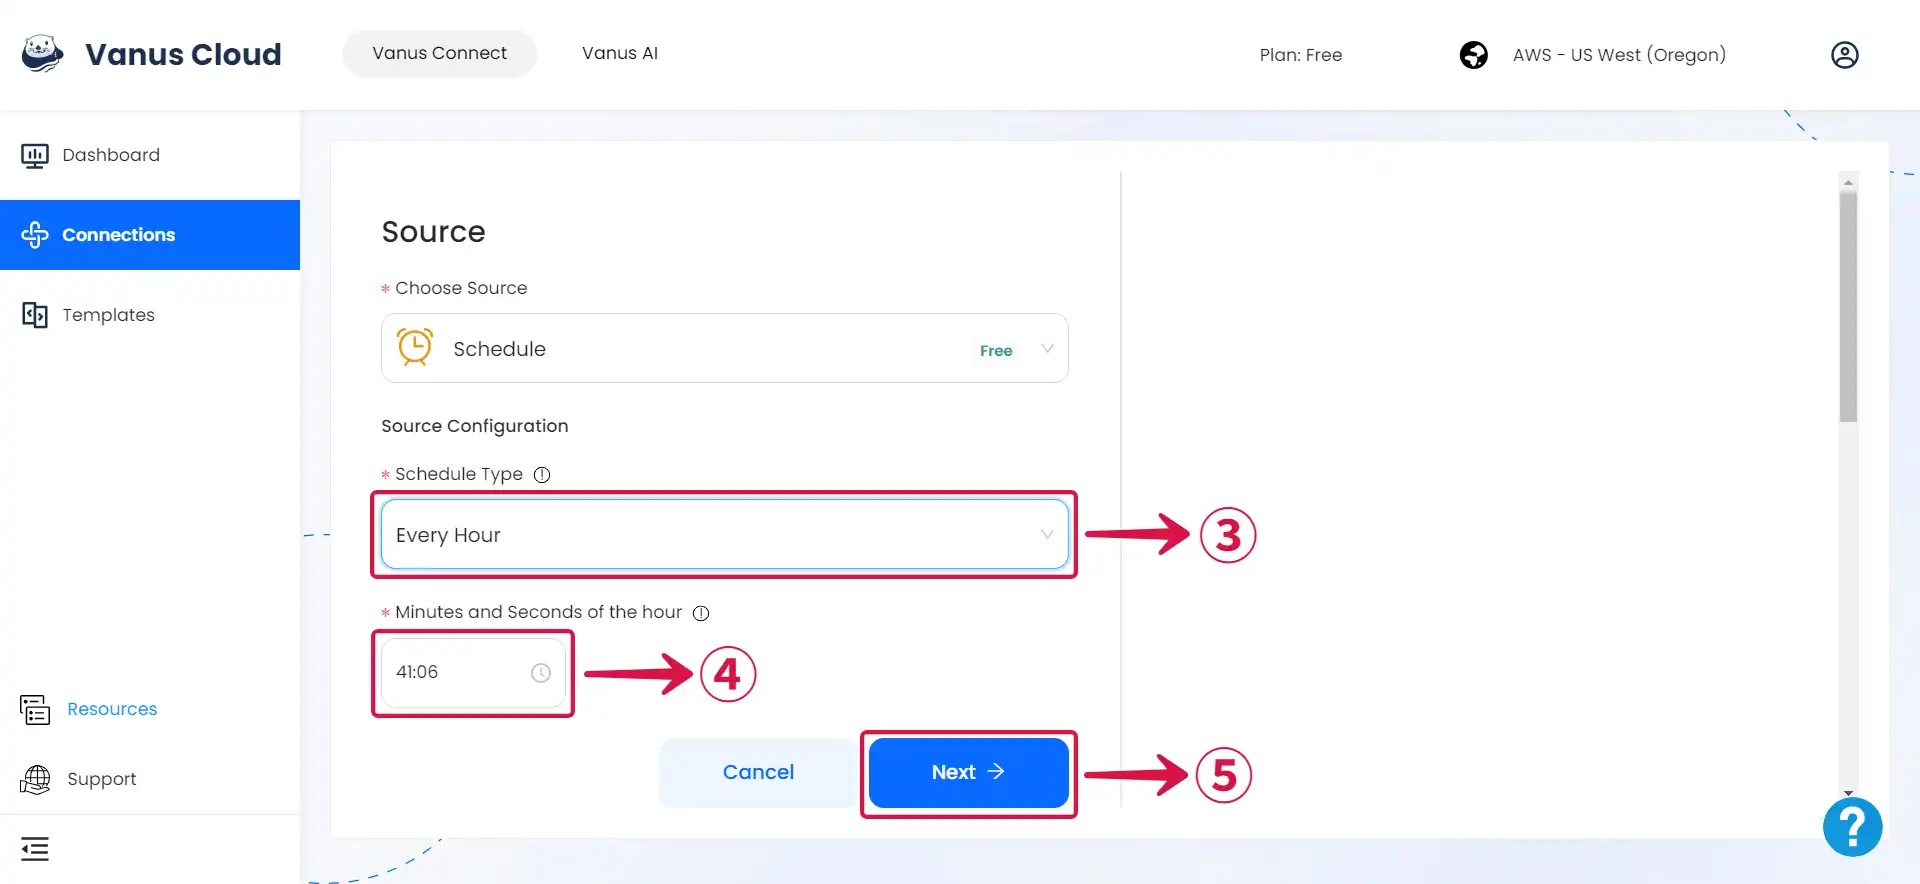 Vanus Cloud
Vanus Connect
Vanus AI
Plan: Free
AWS - US West (Oregon)
Dashboard
Connections
Templates
Resources
Support
Source
* Choose Source
Schedule
Free
Source Configuration
* Schedule Type
Every Hour
3
* Minutes and Seconds of the hour
41:06
4
Cancel
Next →
5
?